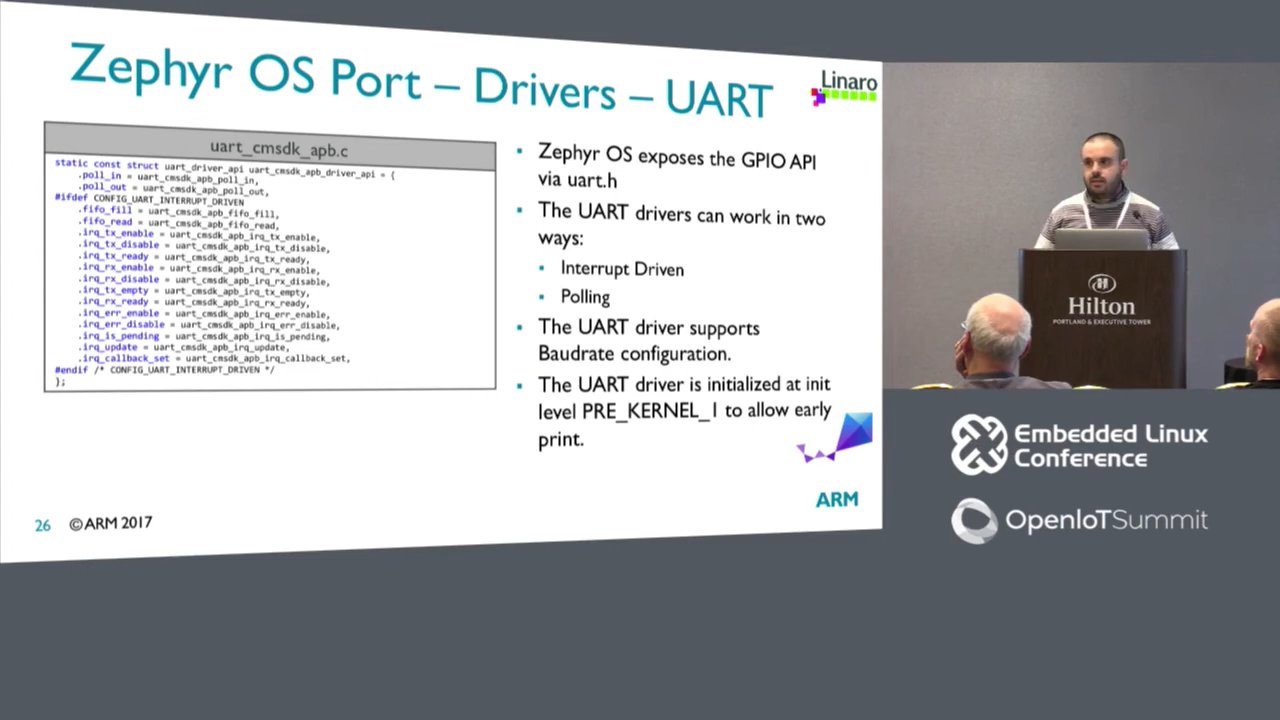 Zephyr OS Port – Drivers – UART
Linaro
uart_cmsdk_apb.c
static const struct uart_driver_api uart_cmsdk_apb_driver_api = {
.poll_in = uart_cmsdk_apb_poll_in,
.poll_out = uart_cmsdk_apb_poll_out,
#ifdef CONFIG_UART_INTERRUPT_DRIVEN
.fifo_fill = uart_cmsdk_apb_fifo_fill,
.fifo_read = uart_cmsdk_apb_fifo_read,
.irq_tx_enable = uart_cmsdk_apb_irq_tx_enable,
.irq_tx_disable = uart_cmsdk_apb_irq_tx_disable,
.irq_tx_ready = uart_cmsdk_apb_irq_tx_ready,
.irq_rx_enable = uart_cmsdk_apb_irq_rx_enable,
.irq_rx_disable = uart_cmsdk_apb_irq_rx_disable,
.irq_tx_empty = uart_cmsdk_apb_irq_tx_empty,
.irq_rx_ready = uart_cmsdk_apb_irq_rx_ready,
.irq_err_enable = uart_cmsdk_apb_irq_err_enable,
.irq_err_disable = uart_cmsdk_apb_irq_err_disable,
.irq_is_pending = uart_cmsdk_apb_irq_is_pending,
.irq_update = uart_cmsdk_apb_irq_update,
.irq_callback_set = uart_cmsdk_apb_irq_callback_set,
#endif /* CONFIG_UART_INTERRUPT_DRIVEN */
};
▪ Zephyr OS exposes the GPIO API
via uart.h
▪ The UART drivers can work in two
ways:
▪ Interrupt Driven
▪ Polling
▪ The UART driver supports
Baudrate configuration.
▪ The UART driver is initialized at init
level PRE_KERNEL_1 to allow early
print.
ARM
26 ©ARM 2017
Hilton
PORTLAND & EXECUTIVE TOWER
Embedded Linux
Conference
OpenIoTSummit